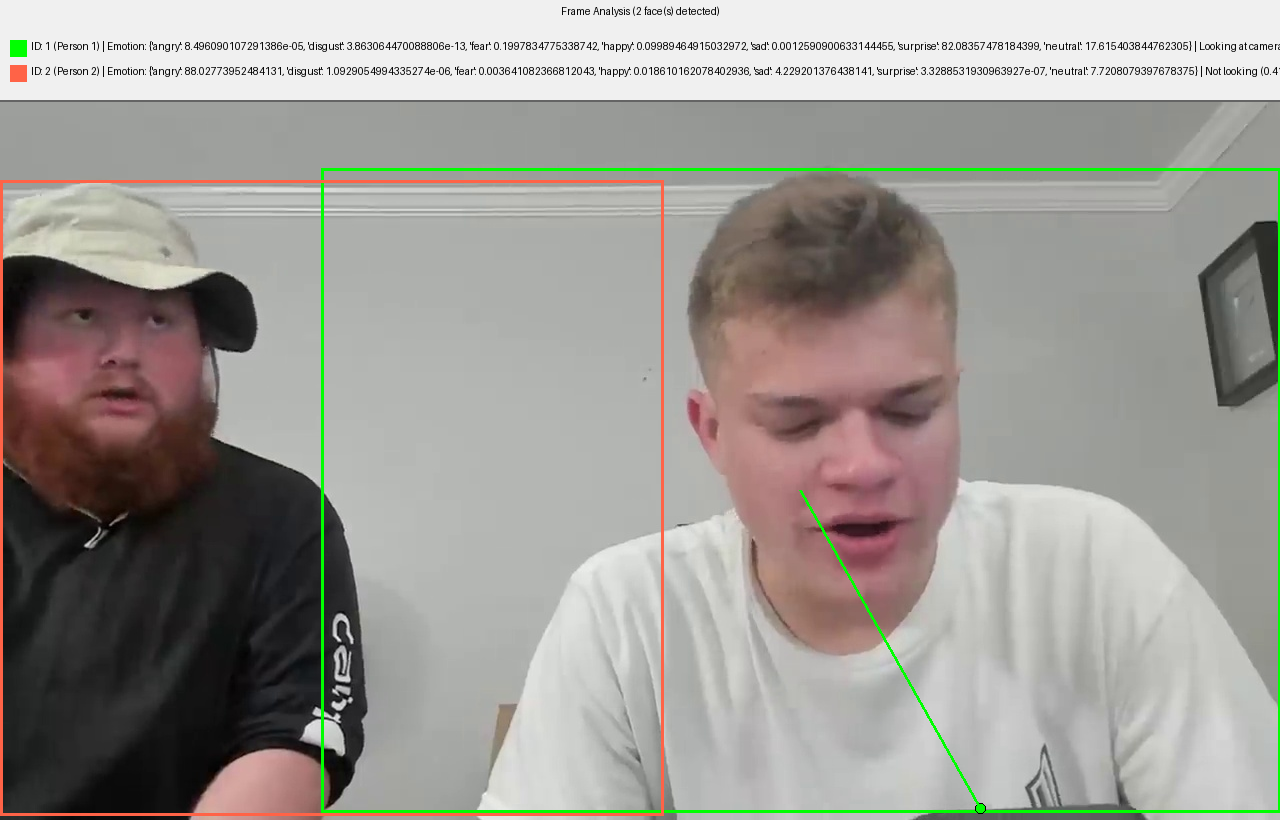 Frame Analysis (2 face(s) detected)
ID: 1 (Person 1) | Emotion: {'angry': 8.496090107291386e-05, 'disgust': 3.863064470088806e-13, 'fear': 0.1997834775338742, 'happy': 0.09989464915032972, 'sad': 0.0012590900633144455, 'surprise': 82.08357478184399, 'neutral': 17.615403844762305} | Looking at camera
ID: 2 (Person 2) | Emotion: {'angry': 88.02773952484131, 'disgust': 1.0929054994335274e-06, 'fear': 0.003641082366812043, 'happy': 0.018610162078402936, 'sad': 4.229201376438141, 'surprise': 3.3288531930963927e-07, 'neutral': 7.7208079397678375} | Not looking (0.41